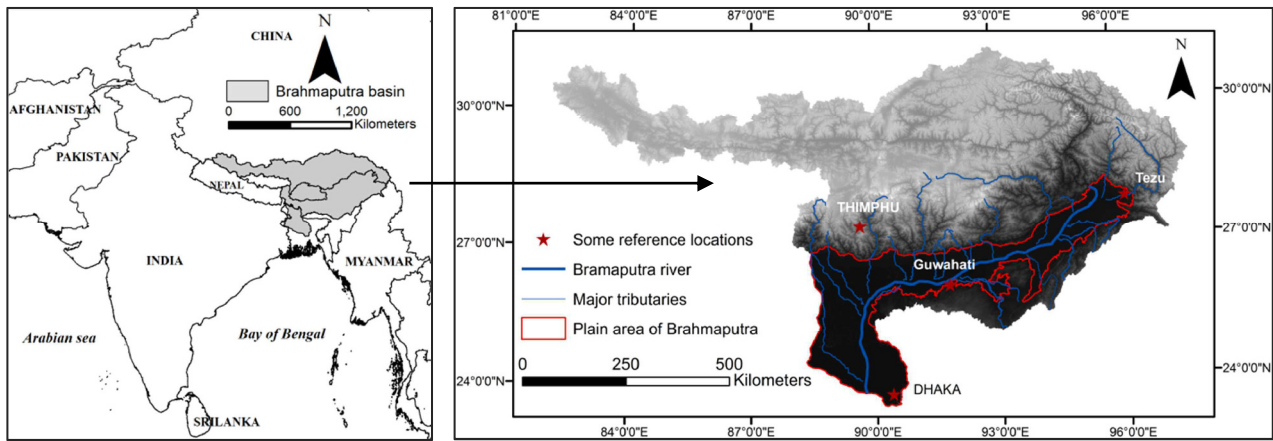 CHINA
N
Brahmaputra basin
0 600 1,200
Kilometers
AFGHANISTAN
PAKISTAN
NEPAL
INDIA
MYANMAR
Arabian sea
Bay of Bengal
SRILANKA
81°0'0"E 84°0'0"E 87°0'0"E 90°0'0"E 93°0'0"E 96°0'0"E
N
30°0'0"N 30°0'0"N
Tezu
THIMPHU
27°0'0"N 27°0'0"N
Some reference locations
Guwahati
Bramaputra river
Major tributaries
Plain area of Brahmaputra
0 250 500
Kilometers
24°0'0"N 24°0'0"N
DHAKA
84°0'0"E 87°0'0"E 90°0'0"E 93°0'0"E 96°0'0"E